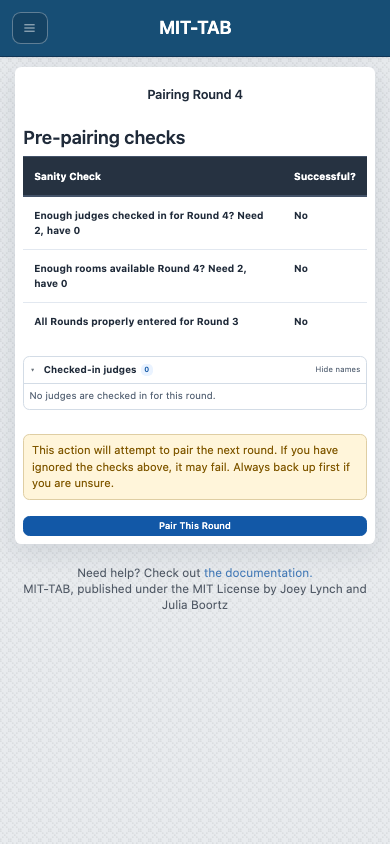 MIT-TAB
Pairing Round 4
Pre-pairing checks
Sanity Check
Successful?
Enough judges checked in for Round 4? Need
2, have 0
No
Enough rooms available Round 4? Need 2,
have 0
No
All Rounds properly entered for Round 3
No
Checked-in judges 0
Hide names
No judges are checked in for this round.
This action will attempt to pair the next round. If you have
ignored the checks above, it may fail. Always back up first if
you are unsure.
Pair This Round
Need help? Check out the documentation.
MIT-TAB, published under the MIT License by Joey Lynch and
Julia Boortz